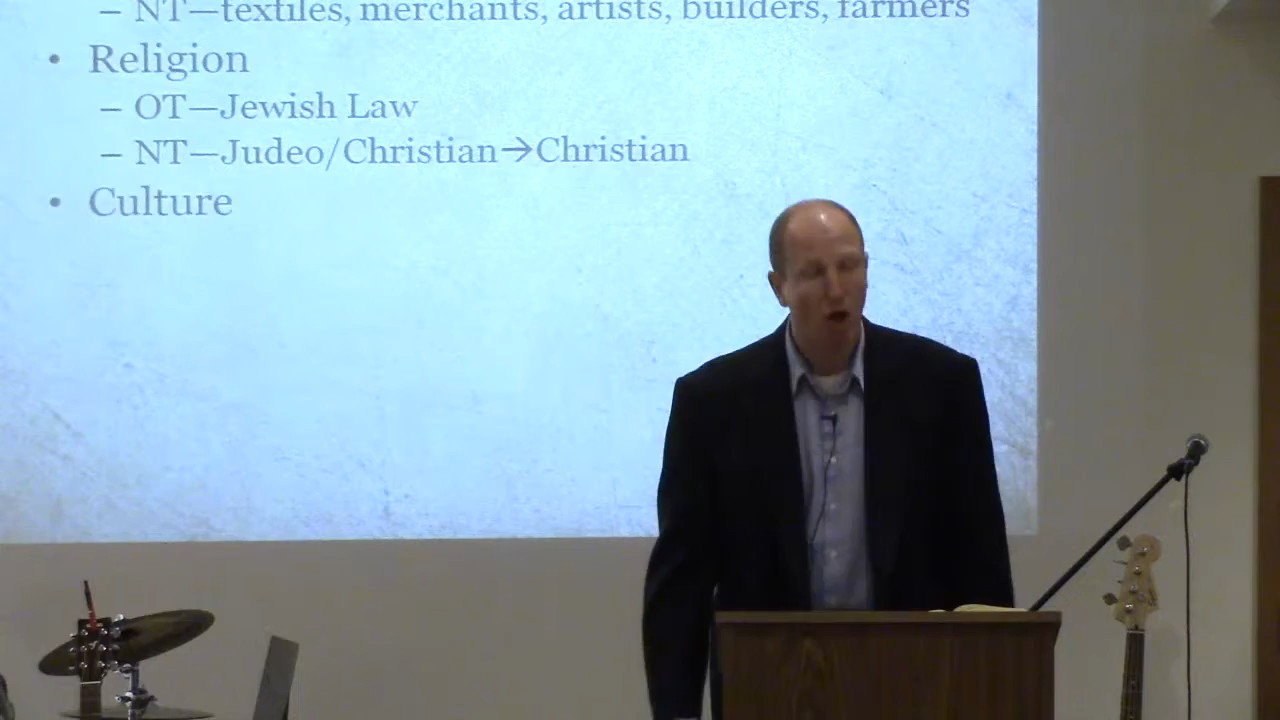 – NT—textiles, merchants, artists, builders, farmers
• Religion
– OT—Jewish Law
– NT—Judeo/Christian→Christian
• Culture